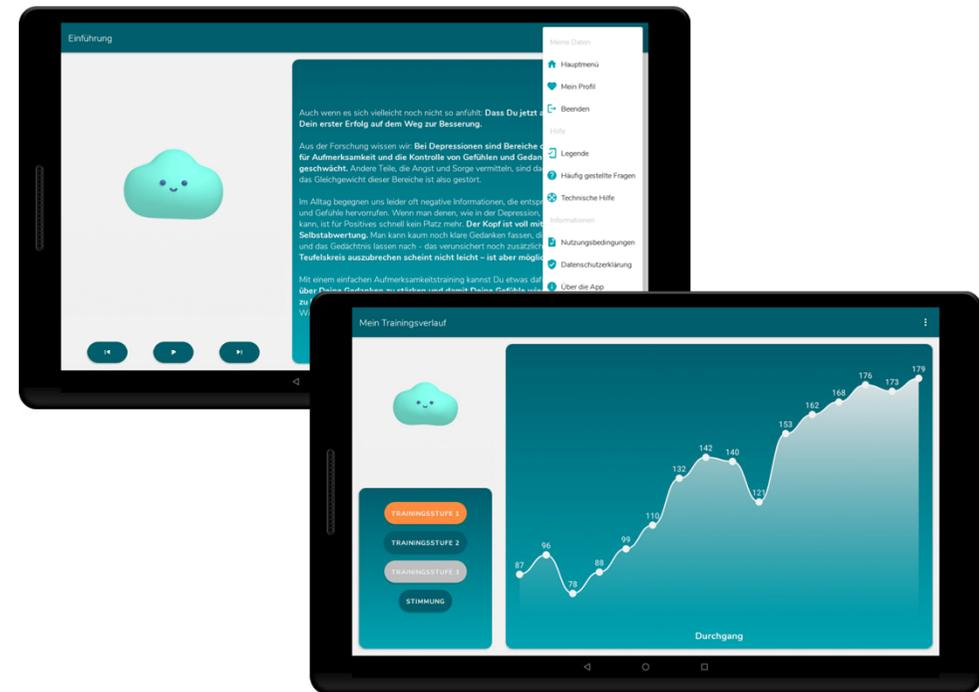 Einführung
Auch wenn es sich vielleicht noch nicht so anfühlt: Dass Du jetzt
Dein erster Erfolg auf dem Weg zur Besserung.
Aus der Forschung wissen wir: Bei Depressionen sind Bereiche
für Aufmerksamkeit und die Kontrolle von Gefühlen und
geschwächt. Andere Teile, die Angst und Sorge vermitteln, sind
das Gleichgewicht dieser Bereiche ist also gestört.
Im Alltag begegnen uns leider oft negative Informationen, die
und Gefühle hervorrufen. Wenn man denen, wie in der Depression,
kann, ist für Positives schnell kein Platz mehr. Der Kopf ist voll mit
Selbstabwertung. Man kann kaum noch klare Gedanken fassen,
und das Gedächtnis lassen nach - das verunsichert noch zusätzlich
Teufelskreis auszubrechen scheint nicht leicht – ist aber
Mit einem einfachen Aufmerksamkeitstraining kannst Du etwas
über Deine Gedanken zu stärken und damit Deine Gefühle
zu
Meine Daten
Hauptmenü
Mein Profil
Beenden
Hilfe
Legende
Häufig gestellte Fragen
Technische Hilfe
Informationen
Nutzungsbedingungen
Datenschutzerklärung
Über die App
Mein Trainingsverlauf
TRAININGSSTUFE 1
TRAININGSSTUFE 2
TRAININGSSTUFE 3
STIMMUNG
87
96
78
88
99
110
132
142
140
121
153
162
168
176
173
179
Durchgang